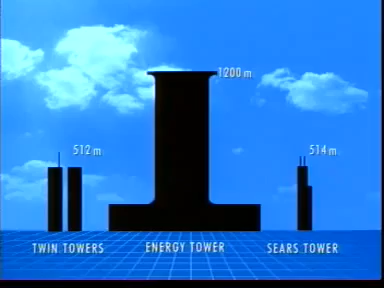 1200 m.
512 m.
514 m.
TWIN TOWERS
ENERGY TOWER
SEARS TOWER